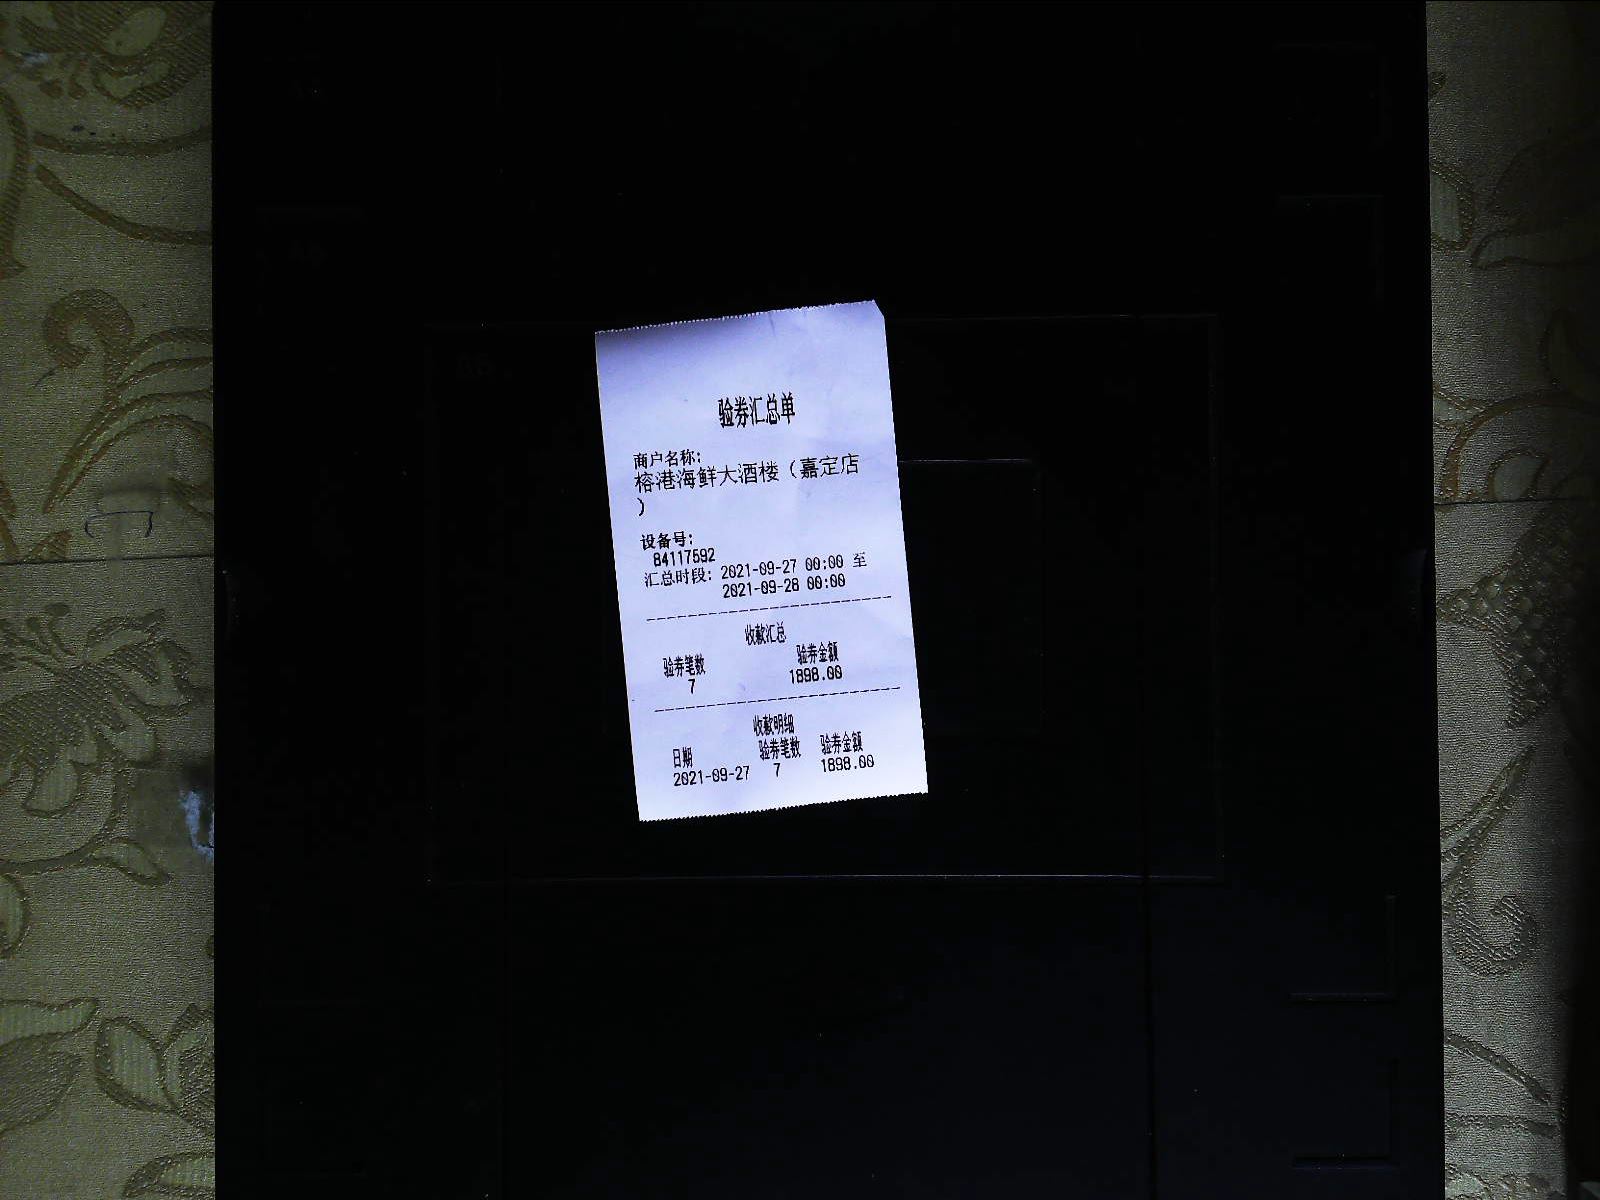 验券汇总单
商户名称:
榕港海鲜大酒楼（嘉定店
）
设备号:
84117592
汇总时段: 2021-09-27 00:00 至
2021-09-28 00:00
收款汇总
验券笔数 验券金额
7 1898.00
收款明细
日期 验券笔数 验券金额
2021-09-27 7 1898.00